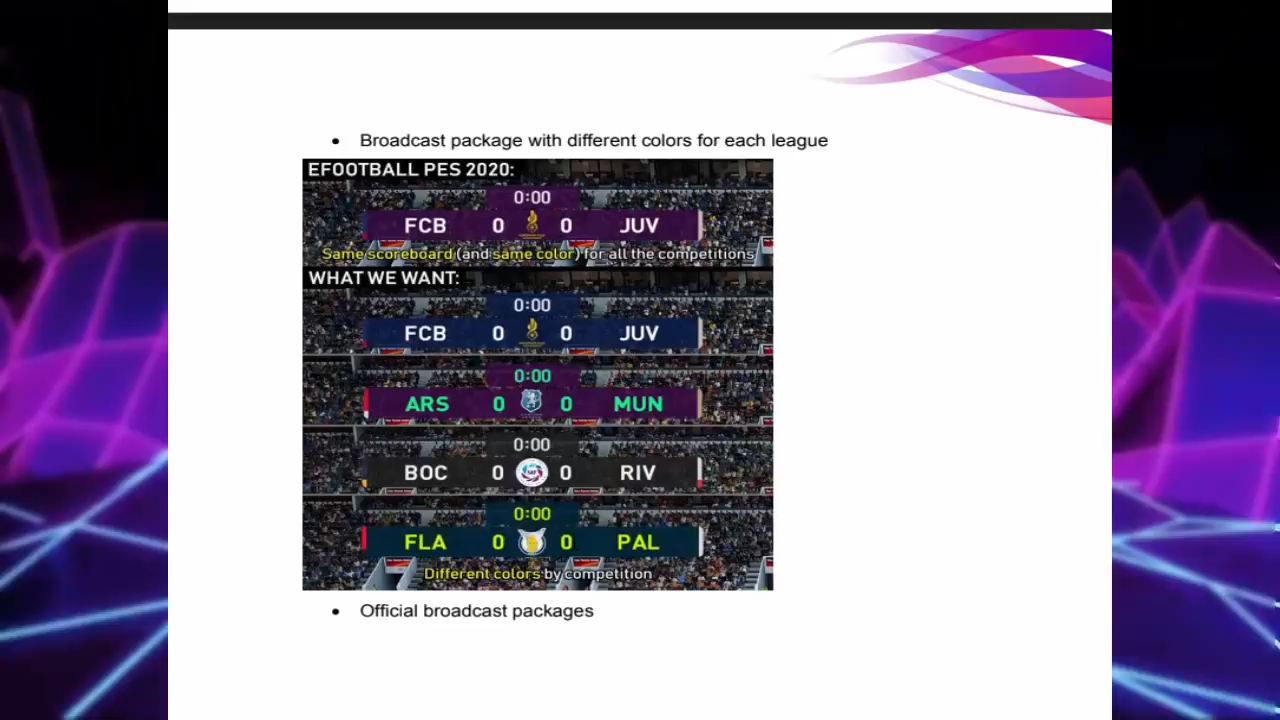 • Broadcast package with different colors for each league
EFOOTBALL PES 2020:
0:00
FCB 0 0 JUV
Same scoreboard (and same color) for all the competitions
WHAT WE WANT:
0:00
FCB 0 0 JUV
0:00
ARS 0 0 MUN
0:00
BOC 0 0 RIV
0:00
FLA 0 0 PAL
Different colors by competition
• Official broadcast packages